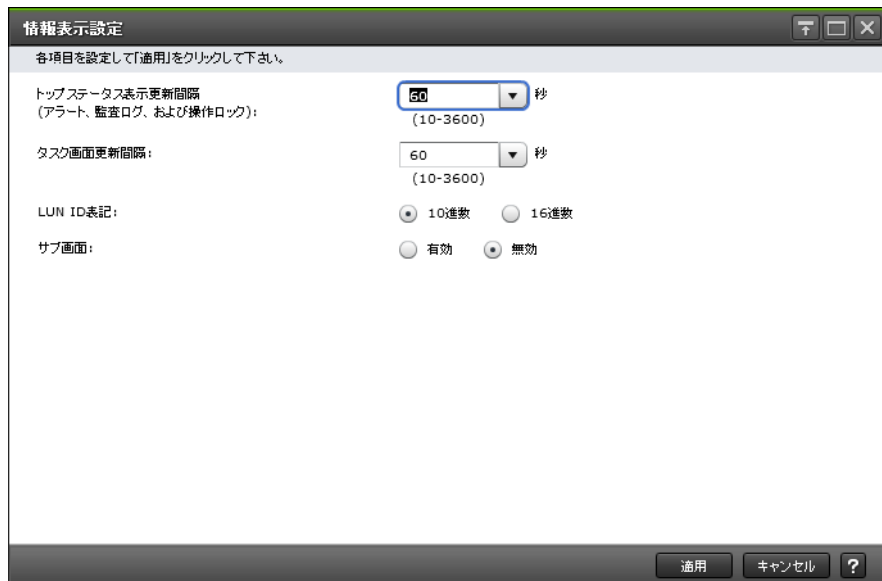 情報表示設定
各項目を設定して「適用」をクリックして下さい。
トップステータス表示更新間隔
(アラート、監査ログ、および操作ロック):
60 秒
(10-3600)
タスク画面更新間隔:
60 秒
(10-3600)
LUN ID表記: 10進数 16進数
サブ画面: 有効 無効
適用 キャンセル ?